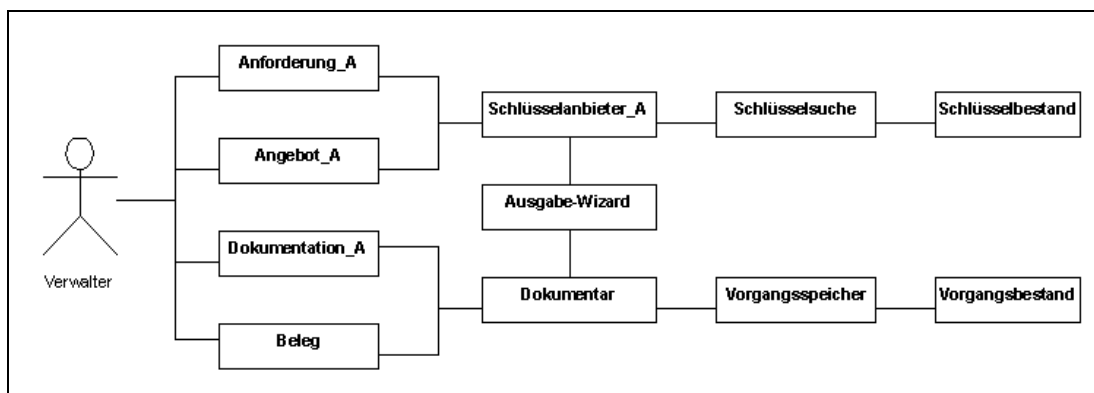 Anforderung_A
Schlüsselanbieter_A
Schlüsselsuche
Schlüsselbestand
Angebot_A
Ausgabe-Wizard
Dokumentation_A
Verwalter
Dokumentar
Vorgangsspeicher
Vorgangsbestand
Beleg